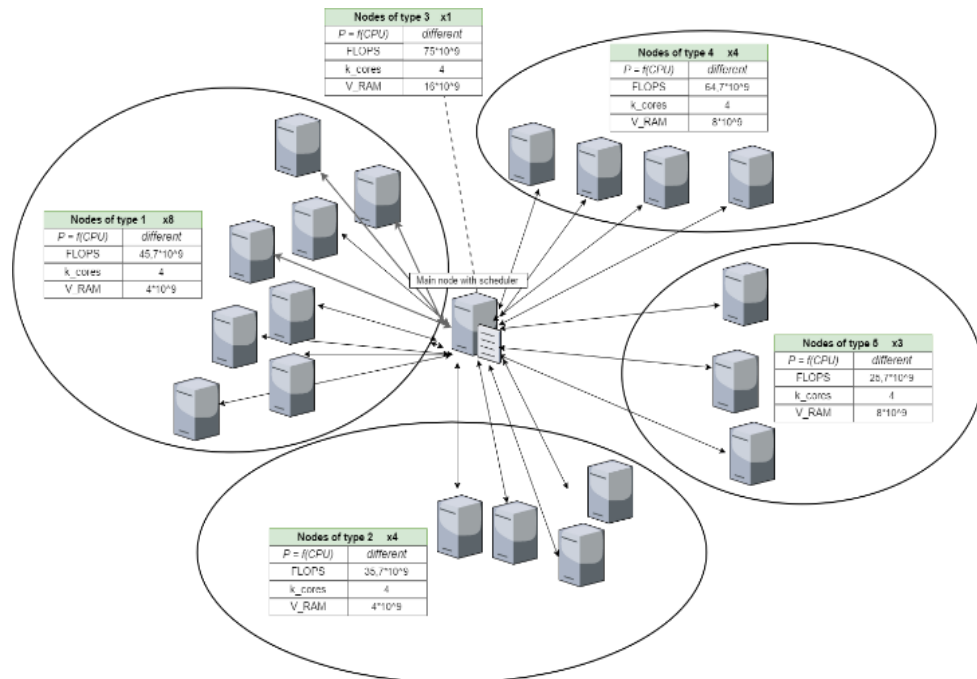 Nodes of type 3 x1
P = f(CPU) different
FLOPS 75*10^9
k_cores 4
V_RAM 16*10^9
Nodes of type 4 x4
P = f(CPU) different
FLOPS 64,7*10^9
k_cores 4
V_RAM 8*10^9
Nodes of type 1 x8
P = f(CPU) different
FLOPS 45,7*10^9
k_cores 4
V_RAM 4*10^9
Main node with scheduler
Nodes of type 5 x3
P = f(CPU) different
FLOPS 25,7*10^9
k_cores 4
V_RAM 8*10^9
Nodes of type 2 x4
P = f(CPU) different
FLOPS 35,7*10^9
k_cores 4
V_RAM 4*10^9